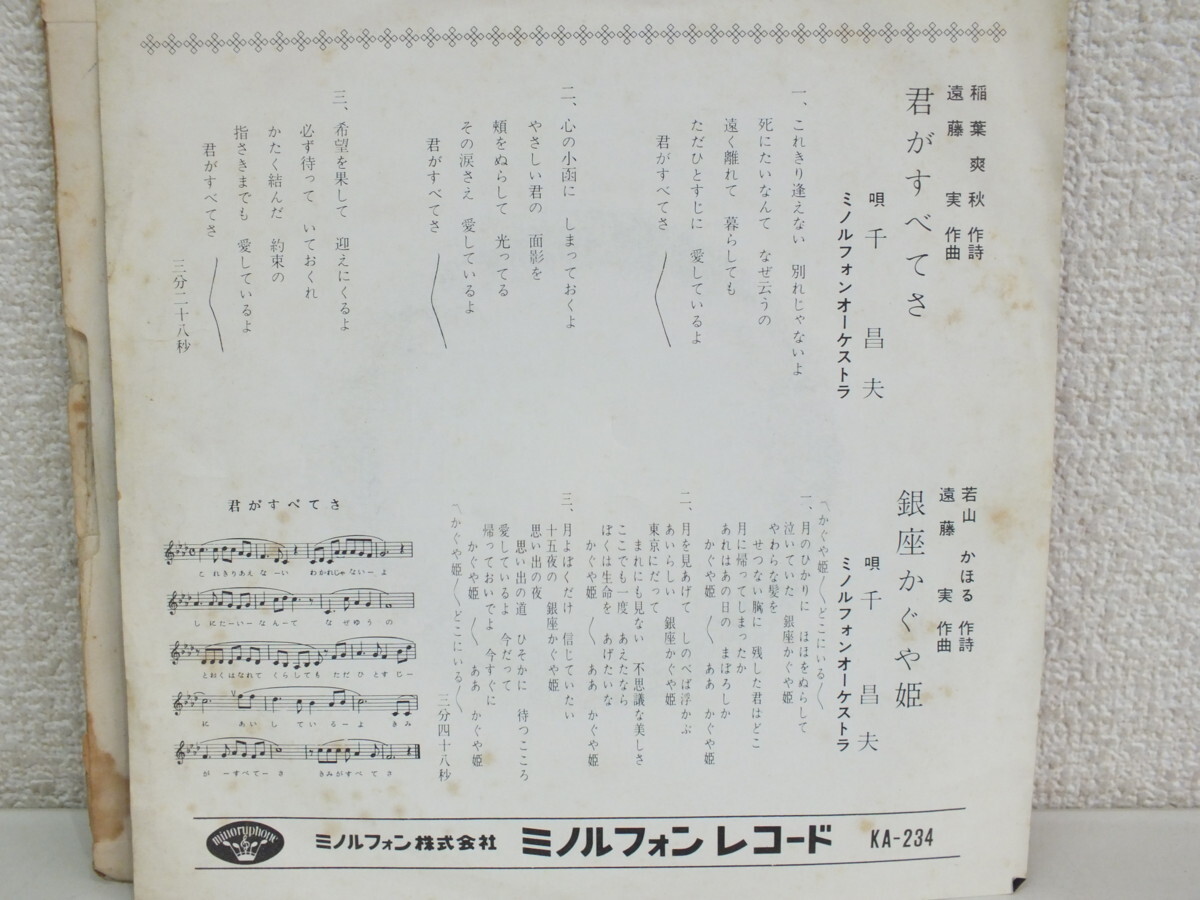 稲葉爽秋 作詩
遠藤 実 作曲
君がすべてさ
唄 千昌夫
ミノルフォンオーケストラ
一、これきり逢えない 別れじゃないよ
死にたいなんて なぜ云うの
遠く離れて 暮らしても
ただひとすじに 愛しているよ
君がすべてさ 〱
二、心の小函に しまっておくよ
やさしい君の 面影を
頬をぬらして 光ってる
その涙さえ 愛しているよ
君がすべてさ 〱
三、希望を果して 迎えにくるよ
必ず待って いておくれ
かたく結んだ 約束の
指さきまでも 愛しているよ
君がすべてさ 〱
三分二十八秒
若山かほる 作詩
遠藤 実 作曲
銀座かぐや姫
唄 千昌夫
ミノルフォンオーケストラ
〽かぐや姫〱どこにいる〱
一、月のひかりに ほほをぬらして
泣いていた 銀座かぐや姫
やわらな髪を
せつない胸に 残した君はどこ
月に帰ってしまったか
あれはあの日の まぼろしか
かぐや姫 〱 ああ かぐや姫
二、月を見あげて しのべば浮かぶ
あいらしい 銀座かぐや姫
東京にだって
まれにも見ない 不思議な美しさ
ここでも一度 あえたなら
ぼくは生命を あげたいな
かぐや姫 〱 ああ かぐや姫
三、月よぼくだけ 信じていたい
十五夜の 銀座かぐや姫
思い出の夜
思い出の道 ひそかに 待つこころ
愛しているよ 今だって
帰っておいでよ 今すぐに
かぐや姫 〱 ああ かぐや姫
〽かぐや姫〱どこにいる〱
三分四十八秒
君がすべてさ
これきりあえなーい わかれじゃなーいーよ
しにたーいーなんーて なぜゆうの
とおくはなれて くらしても ただひとすじー
に あいしているーよ きみ
がーすべてーさ きみがすべてさ
minoruphone
ミノルフォン株式会社 ミノルフォンレコード KA-234